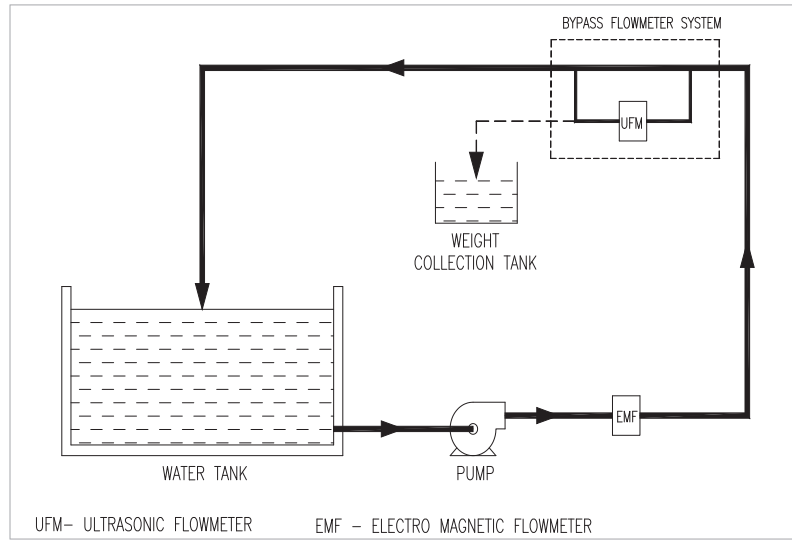 BYPASS FLOWMETER SYSTEM
UFM
WEIGHT
COLLECTION TANK
EMF
WATER TANK
PUMP
UFM- ULTRASONIC FLOWMETER
EMF - ELECTRO MAGNETIC FLOWMETER